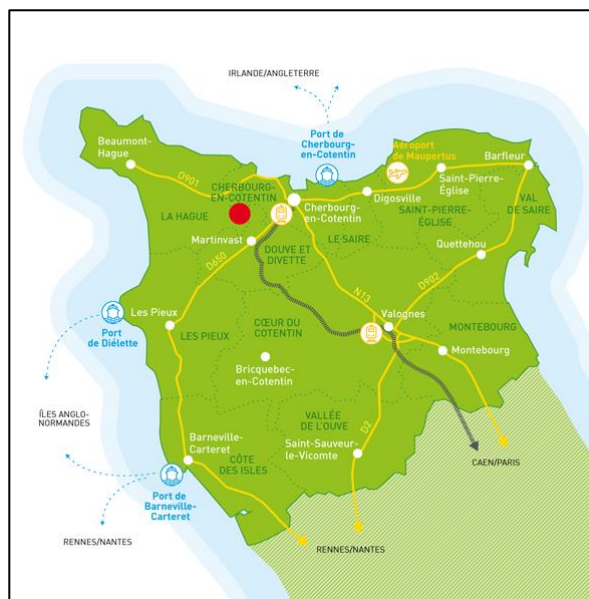 IRLANDE/ANGLETERRE
Port de
Cherbourg-
en-Cotentin
Aéroport
de Maupertus
Beaumont-
Hague
Barfleur
D901
Saint-Pierre-
Église
CHERBOURG-
EN-COTENTIN
Digosville
VAL
DE SAIRE
LA HAGUE
Cherbourg-
en-Cotentin
SAINT-PIERRE-
ÉGLISE
Martinvast
LE SAIRE
DOUVE ET
DIVETTE
Quettehou
D650
D902
N13
Les Pieux
Valognes
Port
de Diélette
LES PIEUX
CŒUR DU
COTENTIN
MONTEBOURG
Montebourg
Bricquebec-
en-Cotentin
ÎLES ANGLO-
NORMANDES
VALLÉE
DE L'OUVE
D2
Barneville-
Carteret
Saint-Sauveur-
le-Vicomte
CÔTE
DES ISLES
CAEN/PARIS
Port de
Barneville-
Carteret
RENNES/NANTES
RENNES/NANTES